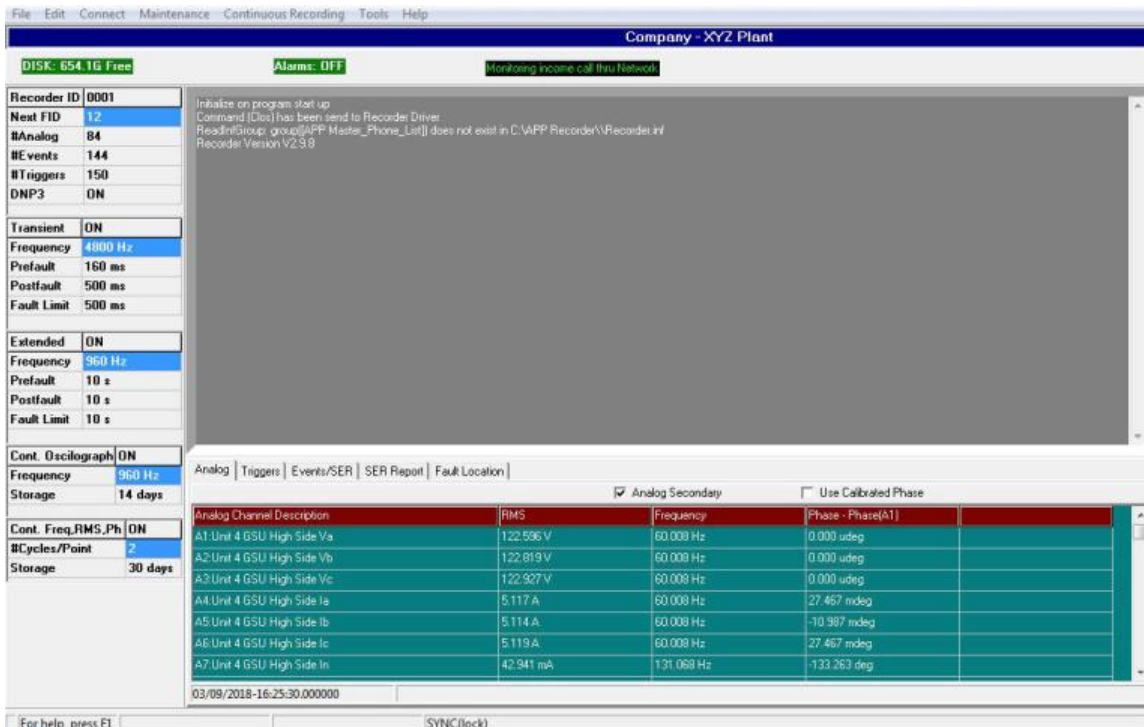 File Edit Connect Maintenance Continuous Recording Tools Help
Company - XYZ Plant
DISK: 654.1G Free Alarms: OFF Monitoring income call thru Network
Recorder ID 0001
Next FID 12
#Analog 84
#Events 144
#Triggers 150
DNP3 ON
Transient ON
Frequency 4800 Hz
Prefault 160 ms
Postfault 500 ms
Fault Limit 500 ms
Extended ON
Frequency 960 Hz
Prefault 10 s
Postfault 10 s
Fault Limit 10 s
Cont. Oscilograph ON
Frequency 960 Hz
Storage 14 days
Cont. Freq,RMS,Ph ON
#Cycles/Point 2
Storage 30 days
Initialize on program start up
Command (Clos) has been send to Recorder Driver
ReadIntGroup: group([APP Master_Phone_List]) does not exist in C:\APP Recorder\\Recorder.inf
Recorder Version V2.9.8
Analog Triggers Events/SER SER Report Fault Location
Analog Secondary Use Calibrated Phase
Analog Channel Description RMS Frequency Phase - Phase(A1)
A1:Unit 4 GSU High Side Va 122.596 V 60.008 Hz 0.000 udeg
A2:Unit 4 GSU High Side Vb 122.819 V 60.008 Hz 0.000 udeg
A3:Unit 4 GSU High Side Vc 122.927 V 60.008 Hz 0.000 udeg
A4:Unit 4 GSU High Side Ia 5.117 A 60.008 Hz 27.467 mdeg
A5:Unit 4 GSU High Side Ib 5.114 A 60.008 Hz -10.987 mdeg
A6:Unit 4 GSU High Side Ic 5.119 A 60.008 Hz 27.467 mdeg
A7:Unit 4 GSU High Side In 42.941 mA 131.068 Hz -133.263 deg
03/09/2018-16:25:30.000000
For help, press F1 SYNC(lock)